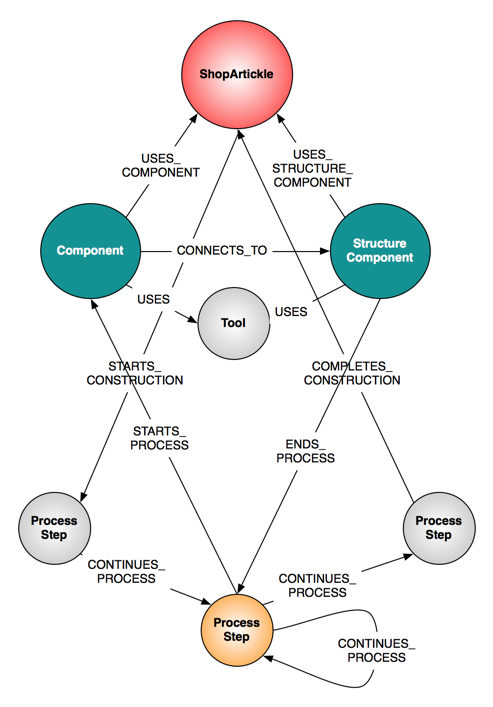 ShopArtickle
USES_
COMPONENT
USES_
STRUCTURE_
COMPONENT
Component
CONNECTS_TO
Structure
Component
USES
Tool
USES
STARTS_
CONSTRUCTION
COMPLETES_
CONSTRUCTION
STARTS_
PROCESS
ENDS_
PROCESS
Process
Step
Process
Step
CONTINUES_
PROCESS
CONTINUES_
PROCESS
Process
Step
CONTINUES_
PROCESS